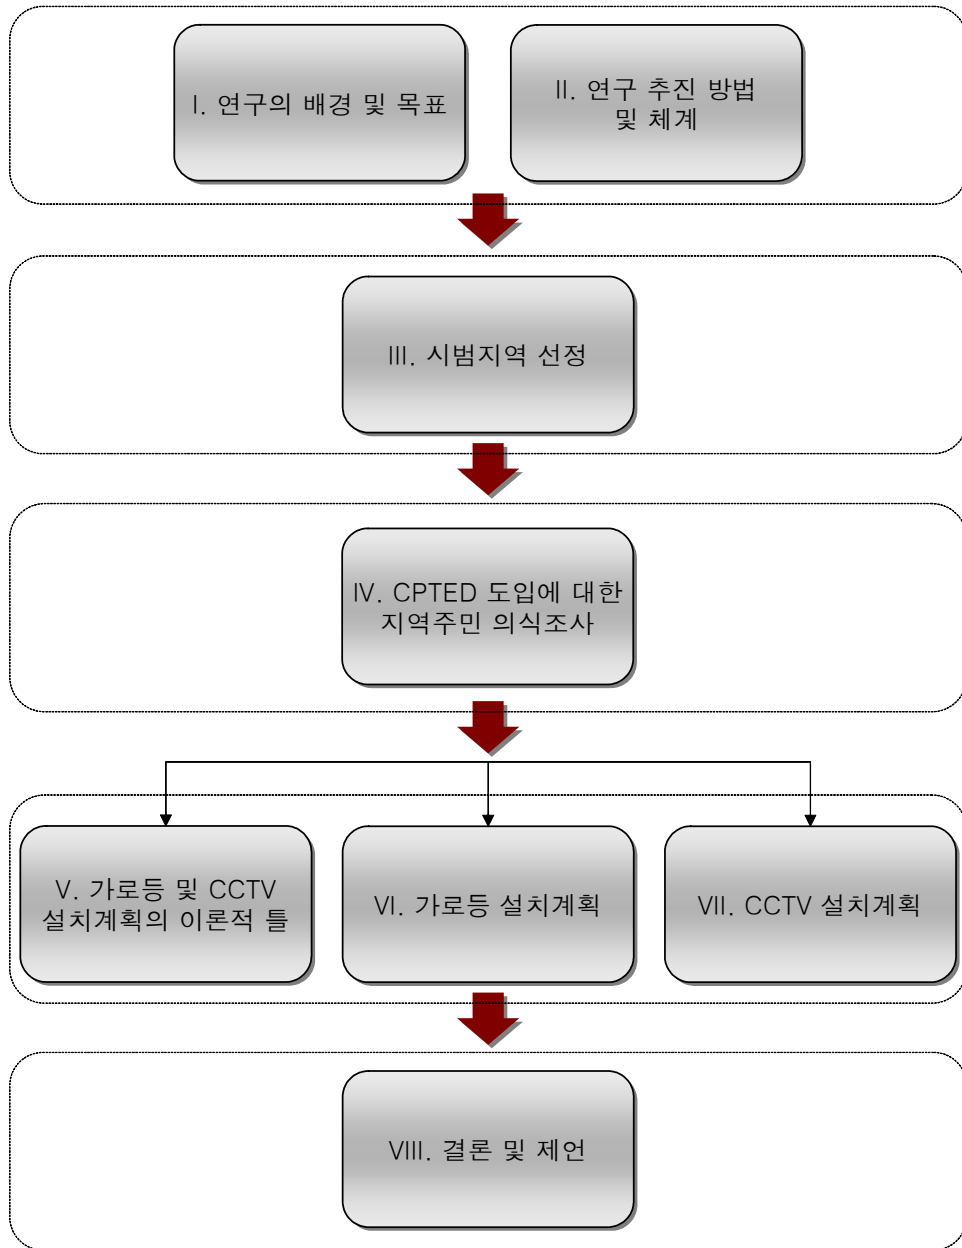 I. 연구의 배경 및 목표
II. 연구 추진 방법
및 체계
III. 시범지역 선정
IV. CPTED 도입에 대한
지역주민 의식조사
V. 가로등 및 CCTV
설치계획의 이론적 틀
VI. 가로등 설치계획
VII. CCTV 설치계획
VIII. 결론 및 제언